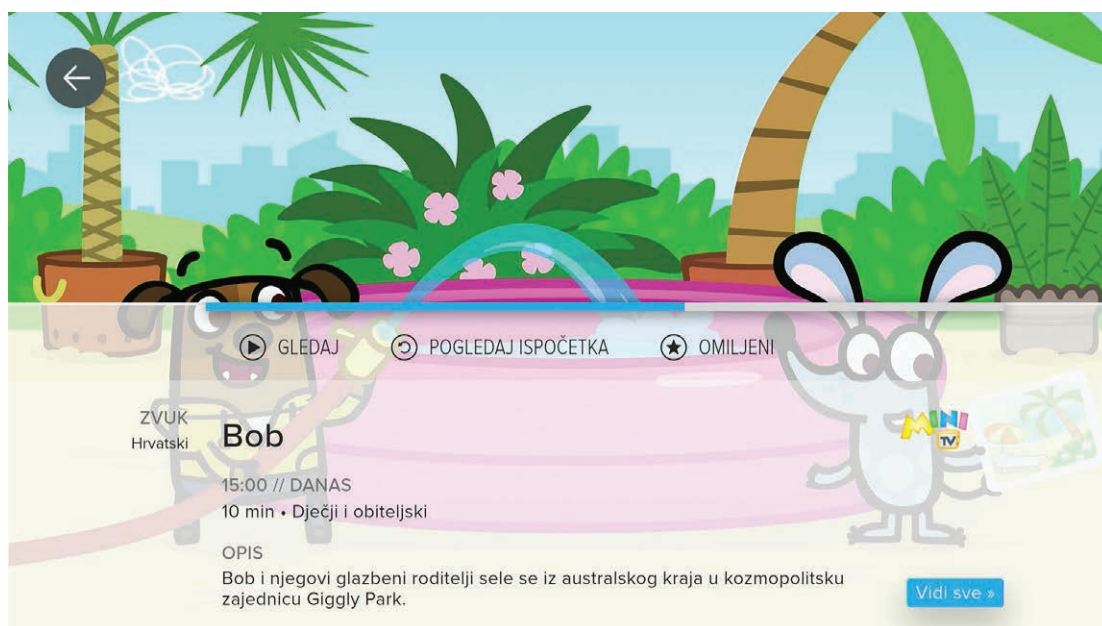 GLEDAJ POGLEDAJ ISPOČETKA OMILJENI
ZVUK
Hrvatski
Bob
MINI
TV
15:00 // DANAS
10 min • Dječji i obiteljski
OPIS
Bob i njegovi glazbeni roditelji sele se iz australskog kraja u kozmopolitsku
zajednicu Giggly Park.
Vidi sve »